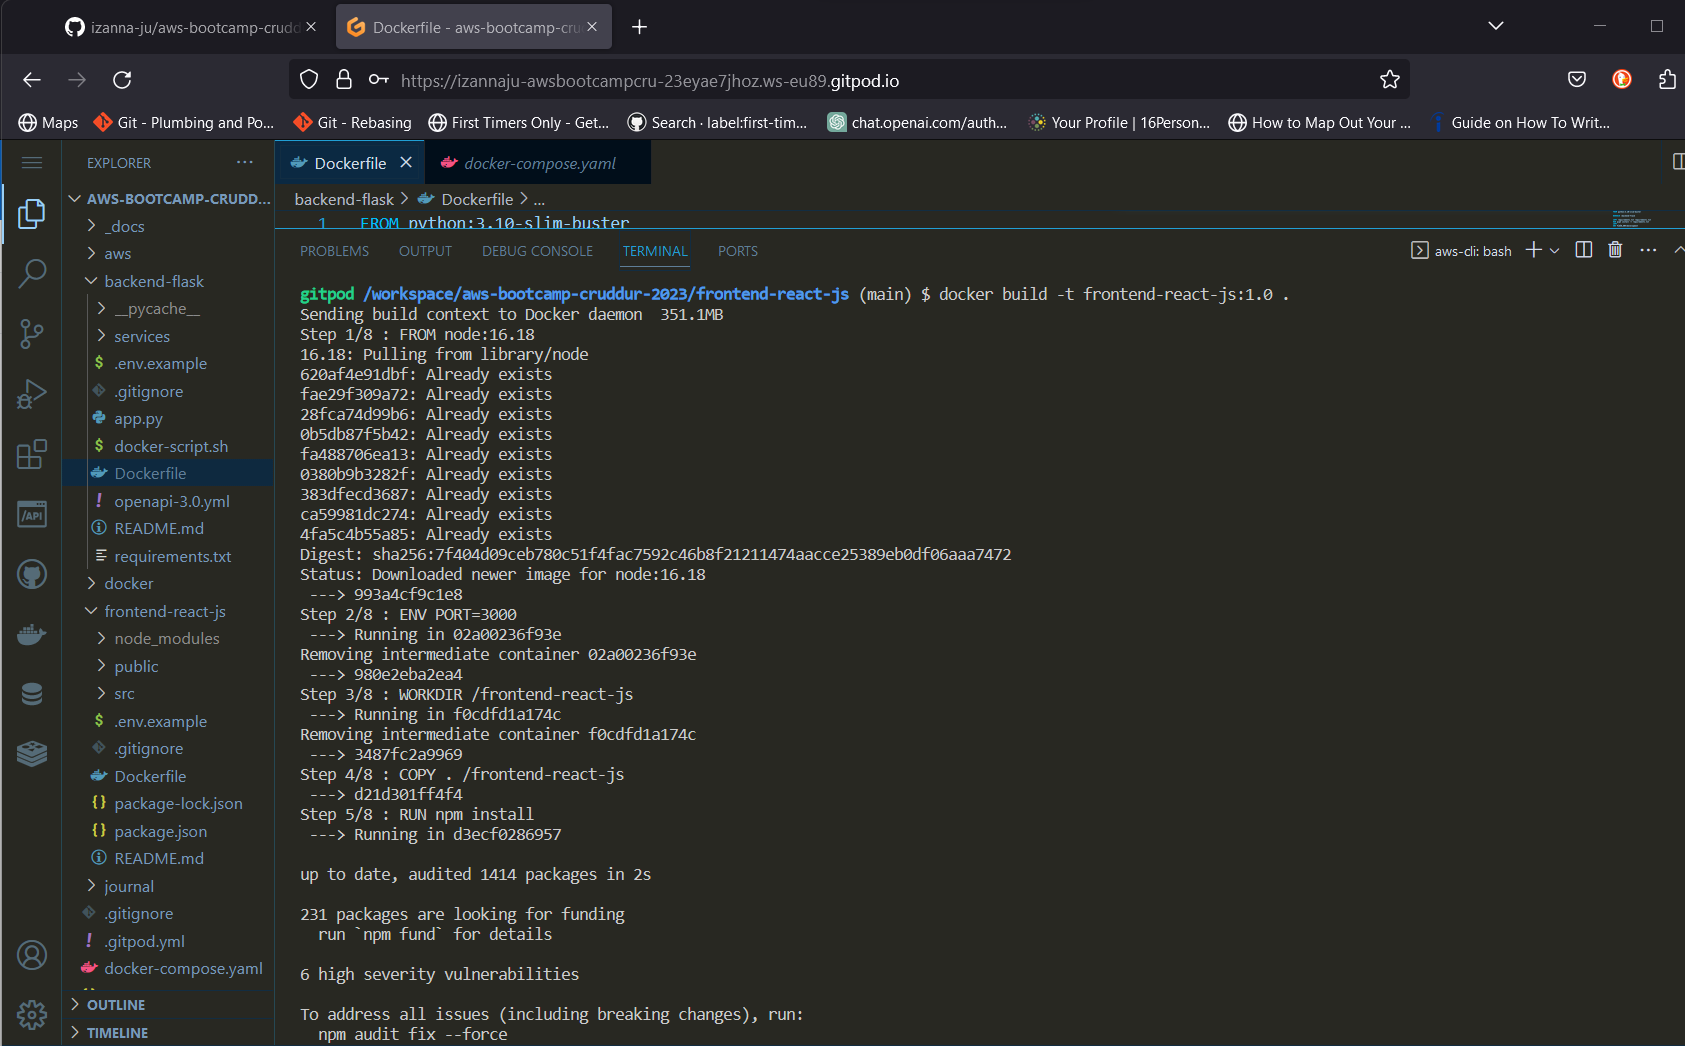 izanna-ju/aws-bootcamp-crudd
Dockerfile - aws-bootcamp-cru
https://izannaju-awsbootcampcru-23eyae7jhoz.ws-eu89.gitpod.io
Maps
Git - Plumbing and Po...
Git - Rebasing
First Timers Only - Get...
Search · label:first-tim...
chat.openai.com/auth...
Your Profile | 16Person...
How to Map Out Your ...
Guide on How To Writ...
EXPLORER
AWS-BOOTCAMP-CRUDD...
_docs
aws
backend-flask
__pycache__
services
.env.example
.gitignore
app.py
docker-script.sh
Dockerfile
openapi-3.0.yml
README.md
requirements.txt
docker
frontend-react-js
node_modules
public
src
.env.example
.gitignore
Dockerfile
package-lock.json
package.json
README.md
journal
.gitignore
.gitpod.yml
docker-compose.yaml
OUTLINE
TIMELINE
/API
Dockerfile
docker-compose.yaml
backend-flask > Dockerfile > ...
1 FROM python:3.10-slim-buster
PROBLEMS OUTPUT DEBUG CONSOLE TERMINAL PORTS
aws-cli: bash
gitpod /workspace/aws-bootcamp-cruddur-2023/frontend-react-js (main) $ docker build -t frontend-react-js:1.0 .
Sending build context to Docker daemon  351.1MB
Step 1/8 : FROM node:16.18
16.18: Pulling from library/node
620af4e91dbf: Already exists
fae29f309a72: Already exists
28fca74d99b6: Already exists
0b5db87f5b42: Already exists
fa488706ea13: Already exists
0380b9b3282f: Already exists
383dfecd3687: Already exists
ca59981dc274: Already exists
4fa5c4b55a85: Already exists
Digest: sha256:7f404d09ceb780c51f4fac7592c46b8f21211474aacce25389eb0df06aaa7472
Status: Downloaded newer image for node:16.18
---> 993a4cf9c1e8
Step 2/8 : ENV PORT=3000
---> Running in 02a00236f93e
Removing intermediate container 02a00236f93e
---> 980e2eba2ea4
Step 3/8 : WORKDIR /frontend-react-js
---> Running in f0cdfd1a174c
Removing intermediate container f0cdfd1a174c
---> 3487fc2a9969
Step 4/8 : COPY . /frontend-react-js
---> d21d301ff4f4
Step 5/8 : RUN npm install
---> Running in d3ecf0286957
up to date, audited 1414 packages in 2s
231 packages are looking for funding
run `npm fund` for details
6 high severity vulnerabilities
To address all issues (including breaking changes), run:
npm audit fix --force